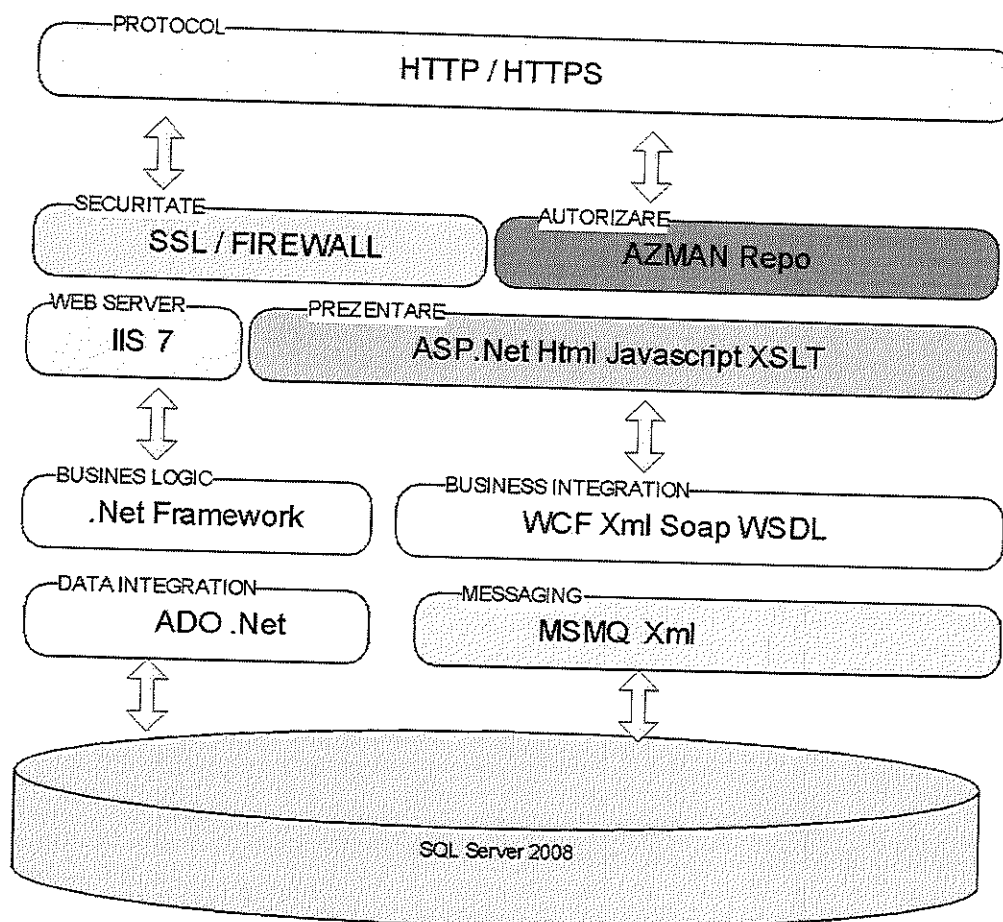 PROTOCOL
HTTP / HTTPS
SECURITATE
SSL / FIREWALL
AUTORIZARE
AZMAN Repo
WEB SERVER
IIS 7
PREZENTARE
ASP.Net Html Javascript XSLT
BUSINES LOGIC
.Net Framework
BUSINESS INTEGRATION
WCF Xml Soap WSDL
DATA INTEGRATION
ADO .Net
MESSAGING
MSMQ Xml
SQL Server 2008